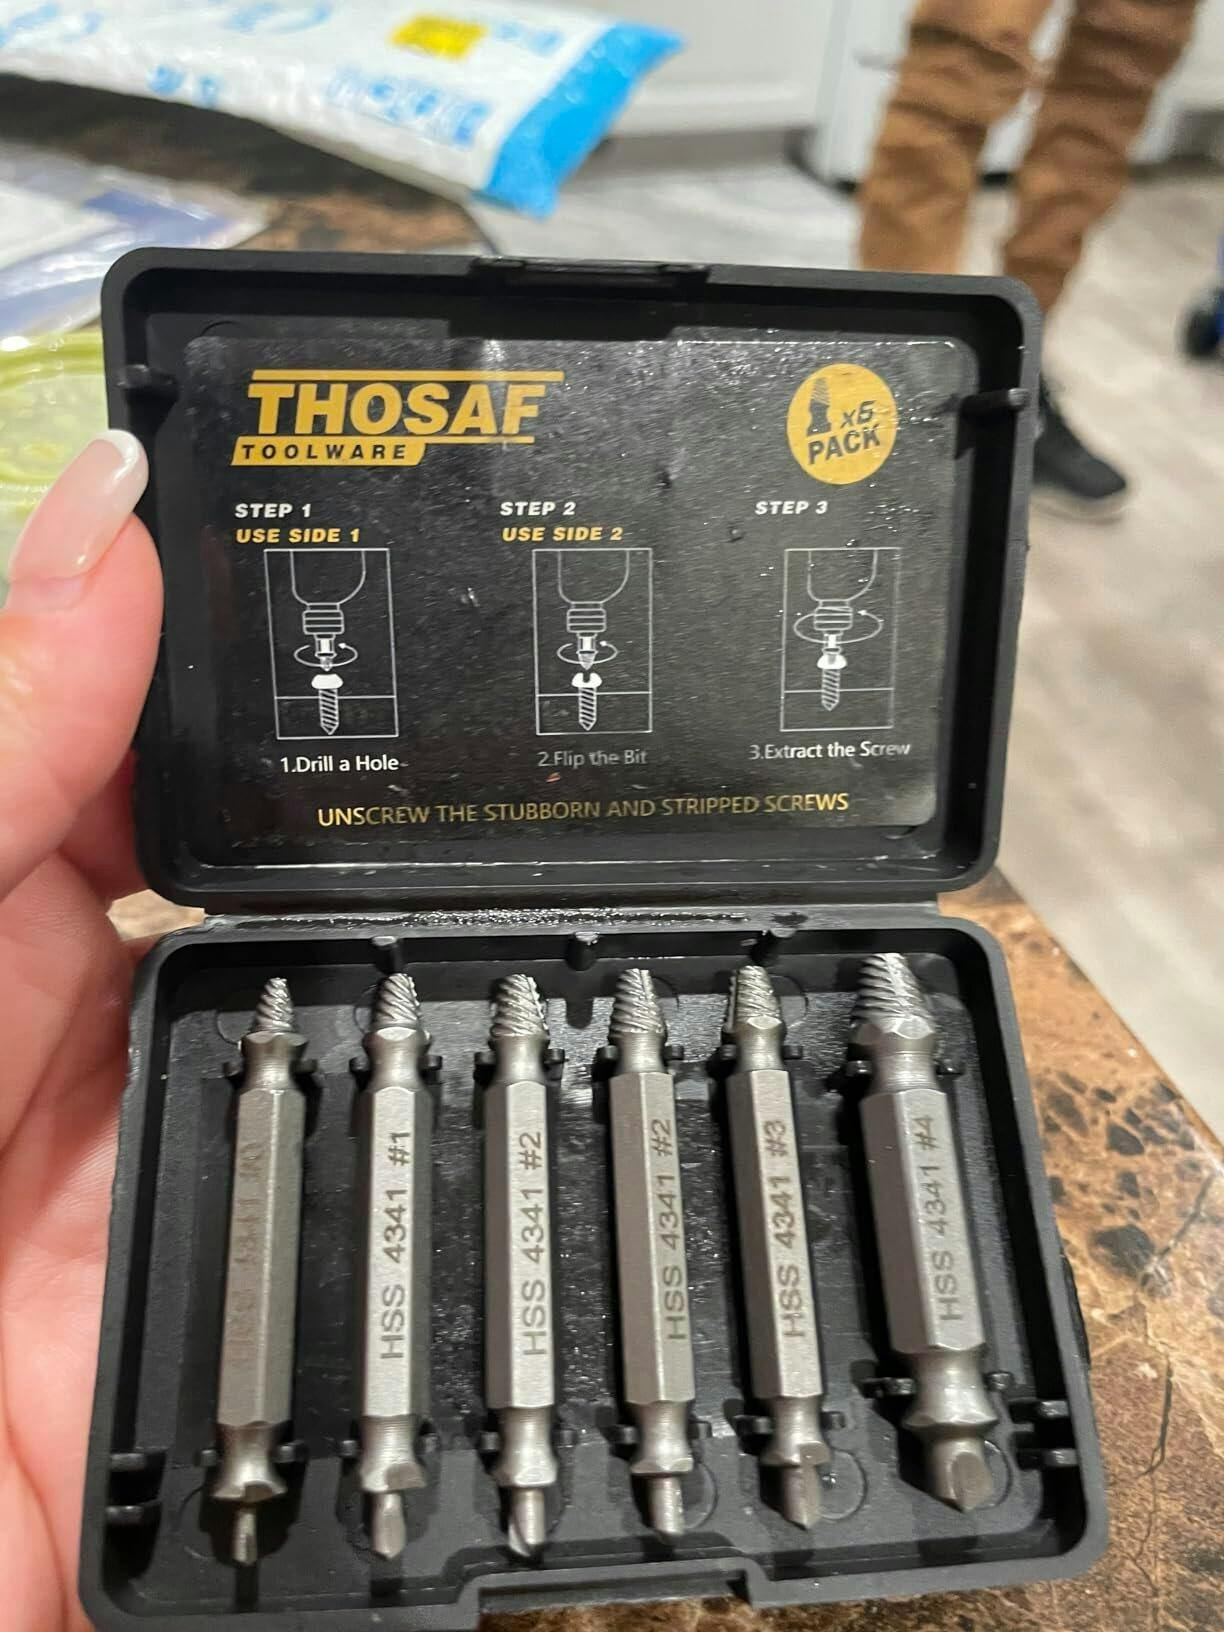 THOSAF
TOOLWARE
x6
PACK
STEP 1
USE SIDE 1
STEP 2
USE SIDE 2
STEP 3
1.Drill a Hole
2.Flip the Bit
3.Extract the Screw
UNSCREW THE STUBBORN AND STRIPPED SCREWS
HSS 4341 #1
HSS 4341 #2
HSS 4341 #2
HSS 4341 #3
HSS 4341 #4